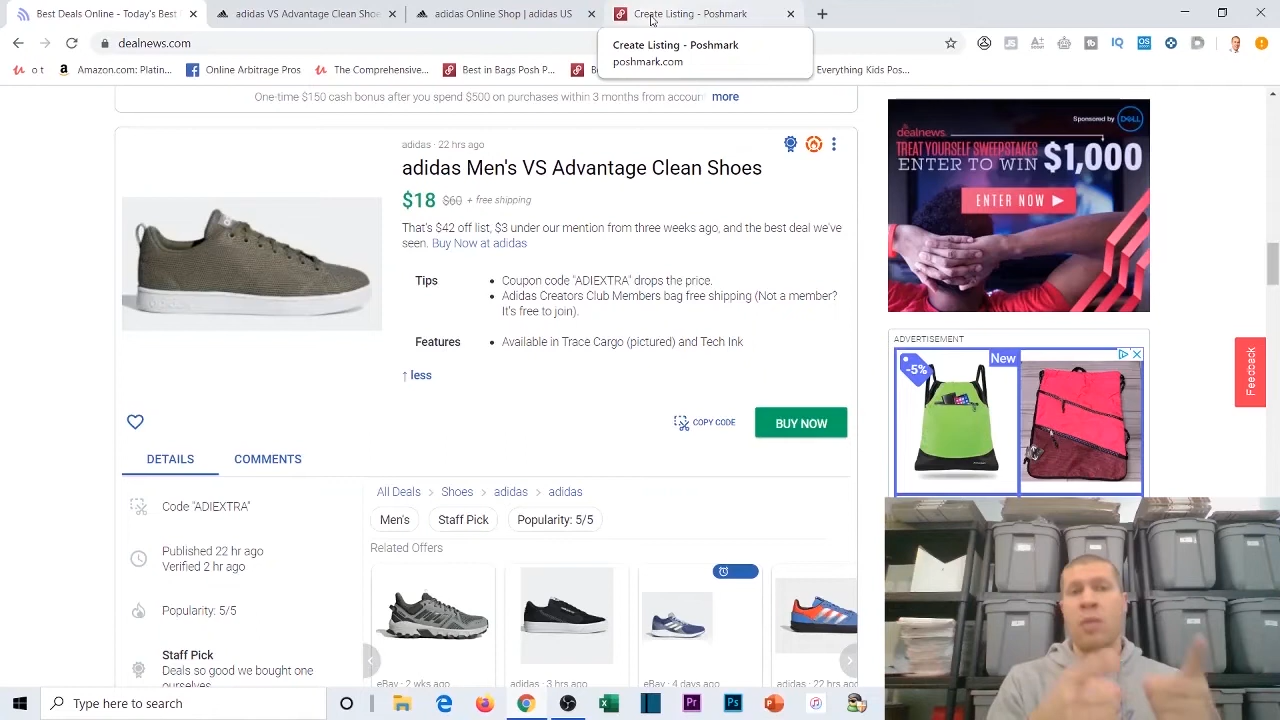 Best Deals Online - Today's Best
adidas VS Advantage Clean Shoe
adidas Online Shop | adidas US
Create Listing - Poshmark
dealnews.com
Create Listing - Poshmark
poshmark.com
o t
Amazon.com: Platin...
Online Arbitrage Pros
The Comprehensive...
Best in Bags Posh P...
Everything Kids Pos...
One-time $150 cash bonus after you spend $500 on purchases within 3 months from accour more
adidas · 22 hrs ago
adidas Men's VS Advantage Clean Shoes
$18 $60 + free shipping
That's $42 off list, $3 under our mention from three weeks ago, and the best deal we've
seen. Buy Now at adidas
Tips
• Coupon code "ADIEXTRA" drops the price.
• Adidas Creators Club Members bag free shipping (Not a member?
It's free to join).
Features
• Available in Trace Cargo (pictured) and Tech Ink
↑ less
COPY CODE
BUY NOW
DETAILS
COMMENTS
Code "ADIEXTRA"
Published 22 hr ago
Verified 2 hr ago
Popularity: 5/5
Staff Pick
Deals so good we bought one
All Deals > Shoes > adidas > adidas
Men's
Staff Pick
Popularity: 5/5
Related Offers
eBay · 2 wks ago
adidas · 3 hrs ago
eBay · 4 days ago
adidas · 22 hrs ago
Sponsored by DELL
dealnews
TREAT YOURSELF SWEEPSTAKES
ENTER TO WIN $1,000
ENTER NOW
ADVERTISEMENT
-5%
New
Feedback
Type here to search